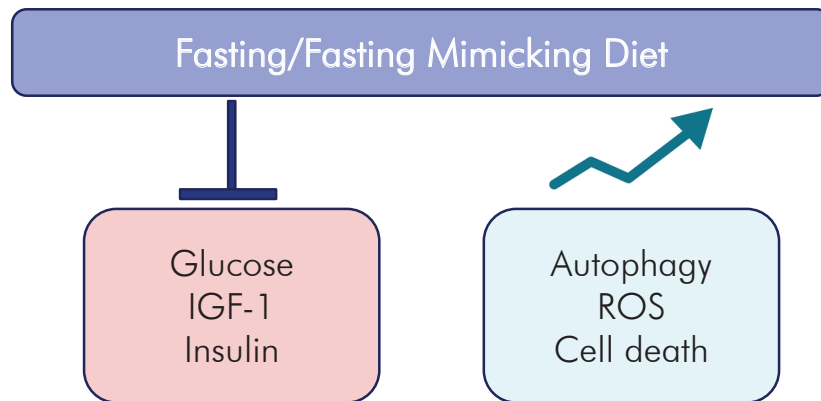 Fasting/Fasting Mimicking Diet
Glucose
IGF-1
Insulin
Autophagy
ROS
Cell death